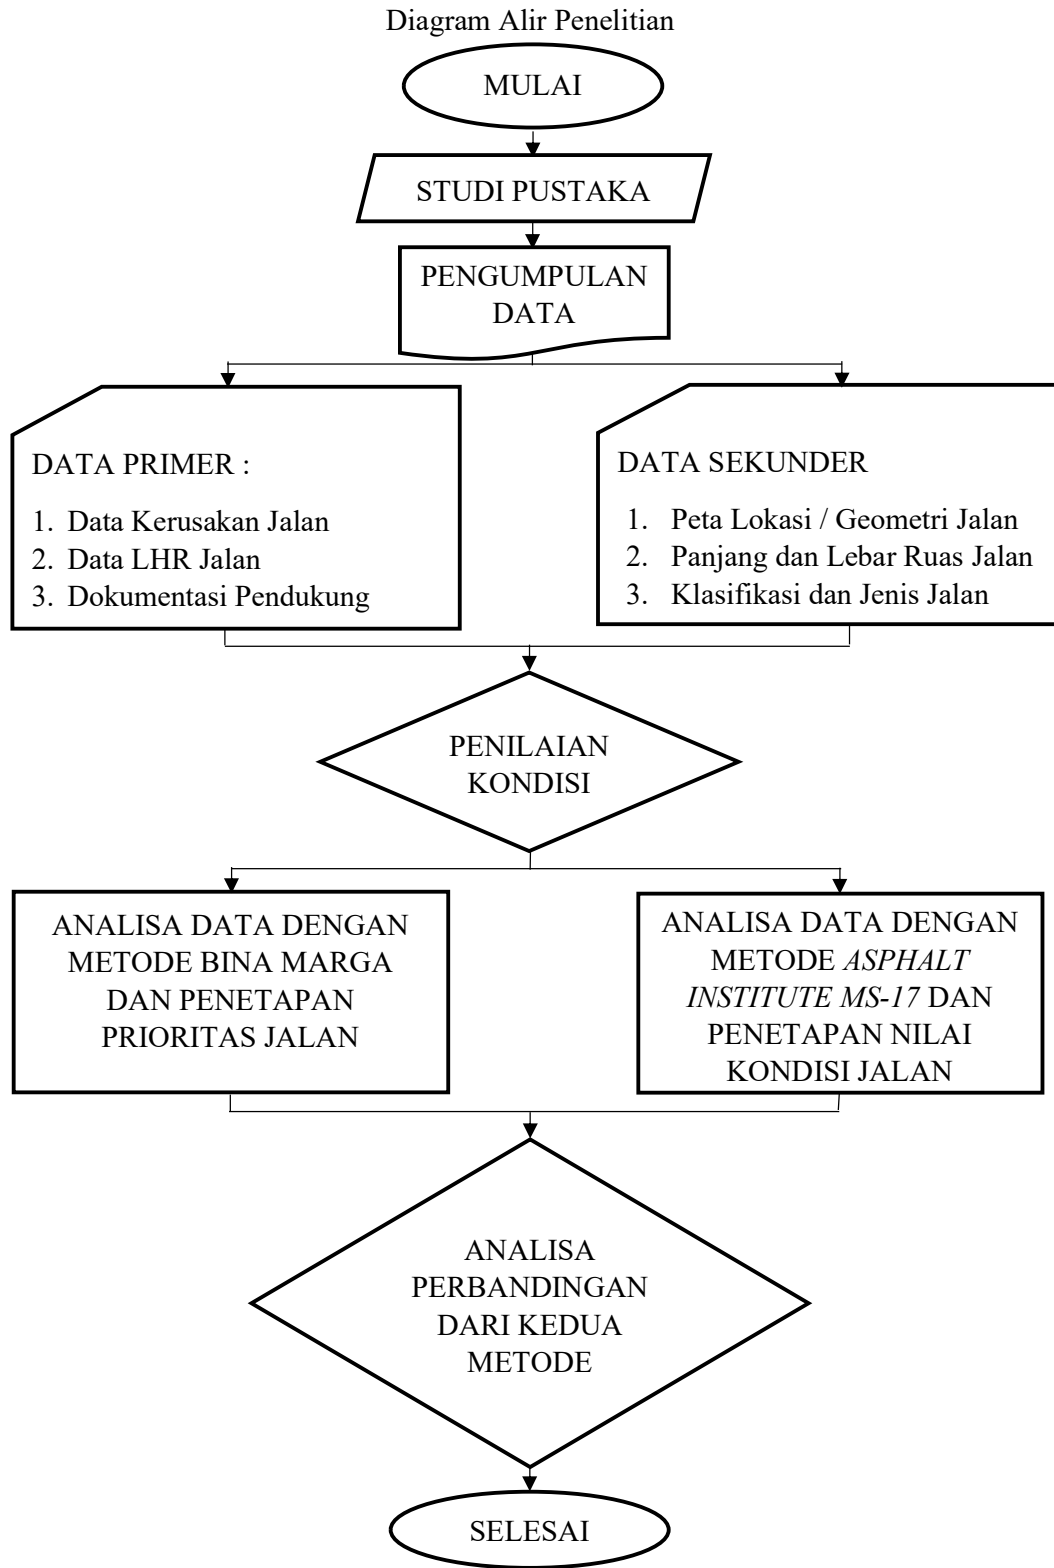 Diagram Alir Penelitian
MULAI
STUDI PUSTAKA
PENGUMPULAN
DATA
DATA PRIMER :
1. Data Kerusakan Jalan
2. Data LHR Jalan
3. Dokumentasi Pendukung
DATA SEKUNDER
1. Peta Lokasi / Geometri Jalan
2. Panjang dan Lebar Ruas Jalan
3. Klasifikasi dan Jenis Jalan
PENILAIAN
KONDISI
ANALISA DATA DENGAN
METODE BINA MARGA
DAN PENETAPAN
PRIORITAS JALAN
ANALISA DATA DENGAN
METODE ASPHALT
INSTITUTE MS-17 DAN
PENETAPAN NILAI
KONDISI JALAN
ANALISA
PERBANDINGAN
DARI KEDUA
METODE
SELESAI